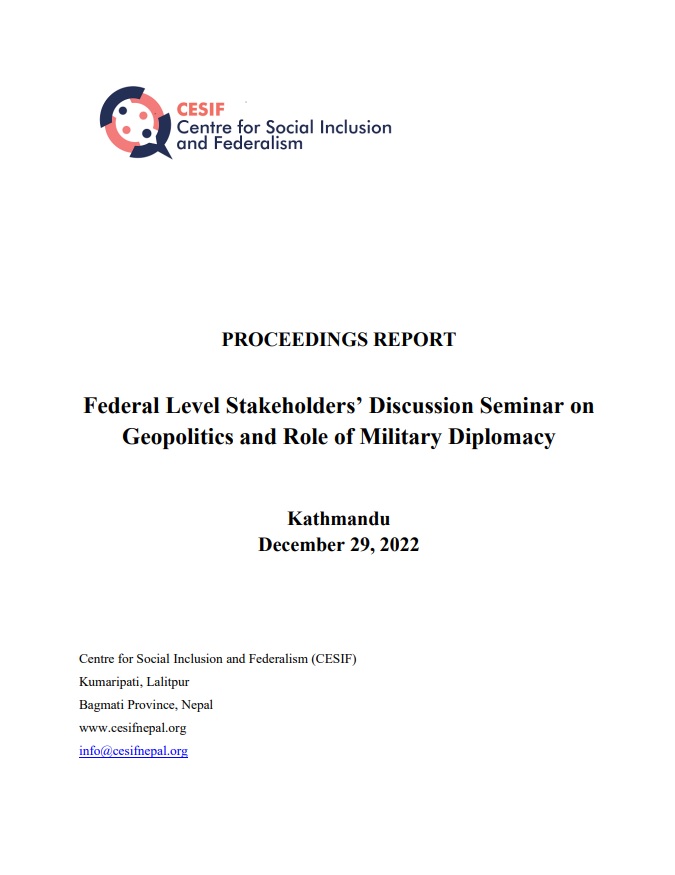 CESIF
Centre for Social Inclusion
and Federalism
PROCEEDINGS REPORT
Federal Level Stakeholders’ Discussion Seminar on
Geopolitics and Role of Military Diplomacy
Kathmandu
December 29, 2022
Centre for Social Inclusion and Federalism (CESIF)
Kumaripati, Lalitpur
Bagmati Province, Nepal
www.cesifnepal.org
info@cesifnepal.org